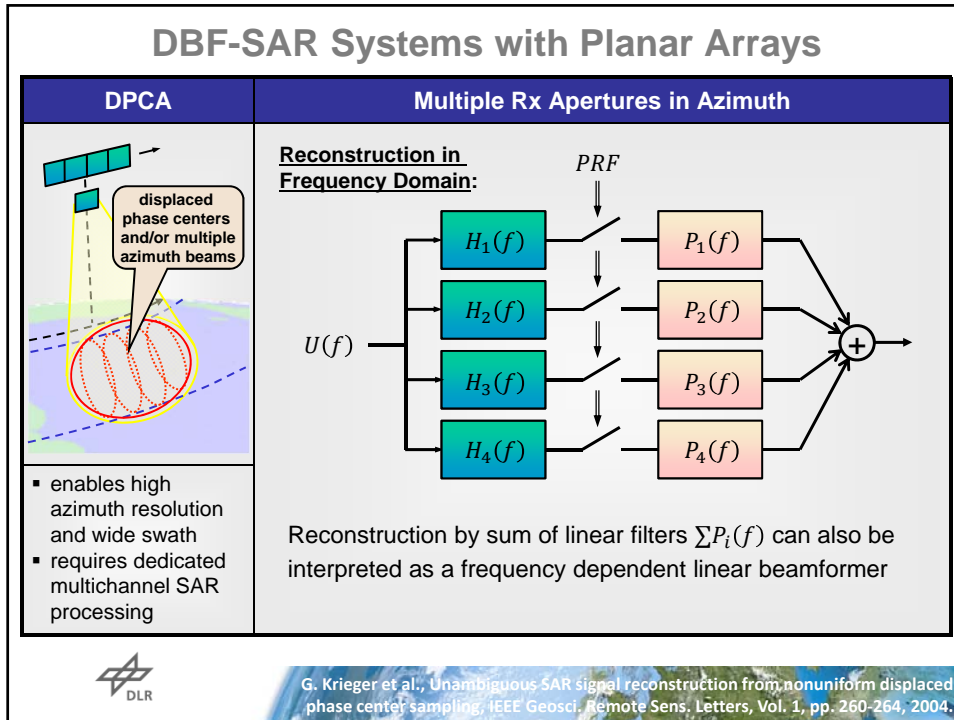 DBF-SAR Systems with Planar Arrays
DPCA
Multiple Rx Apertures in Azimuth
displaced
phase centers
and/or multiple
azimuth beams
▪ enables high
azimuth resolution
and wide swath
▪ requires dedicated
multichannel SAR
processing
Reconstruction in
Frequency Domain:
PRF
U(f)
H₁(f)
P₁(f)
H₂(f)
P₂(f)
H₃(f)
P₃(f)
H₄(f)
P₄(f)
+
Reconstruction by sum of linear filters ∑Pᵢ(f) can also be
interpreted as a frequency dependent linear beamformer
DLR
G. Krieger et al., Unambiguous SAR signal reconstruction from nonuniform displaced
phase center sampling, IEEE Geosci. Remote Sens. Letters, Vol. 1, pp. 260-264, 2004.